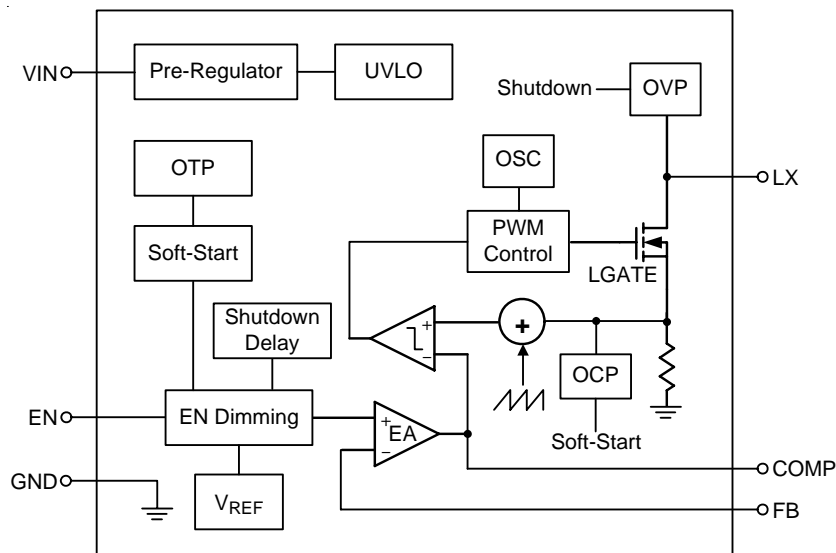 VIN
Pre-Regulator
UVLO
Shutdown
OVP
OTP
OSC
LX
Soft-Start
PWM
Control
LGATE
Shutdown
Delay
+
−
+
OCP
EN
EN Dimming
+
EA
−
Soft-Start
COMP
GND
VREF
FB